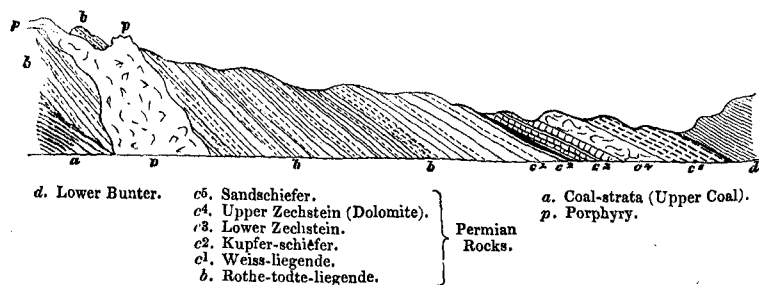 p b p
b
a p b b c1 c2 c3 c4 c5 d
d. Lower Bunter.
c5. Sandschiefer.
c4. Upper Zechstein (Dolomite).
c3. Lower Zechstein.
c2. Kupfer-schiefer.
c1. Weiss-liegende.
b. Rothe-todte-liegende.
Permian
Rocks.
a. Coal-strata (Upper Coal).
p. Porphyry.